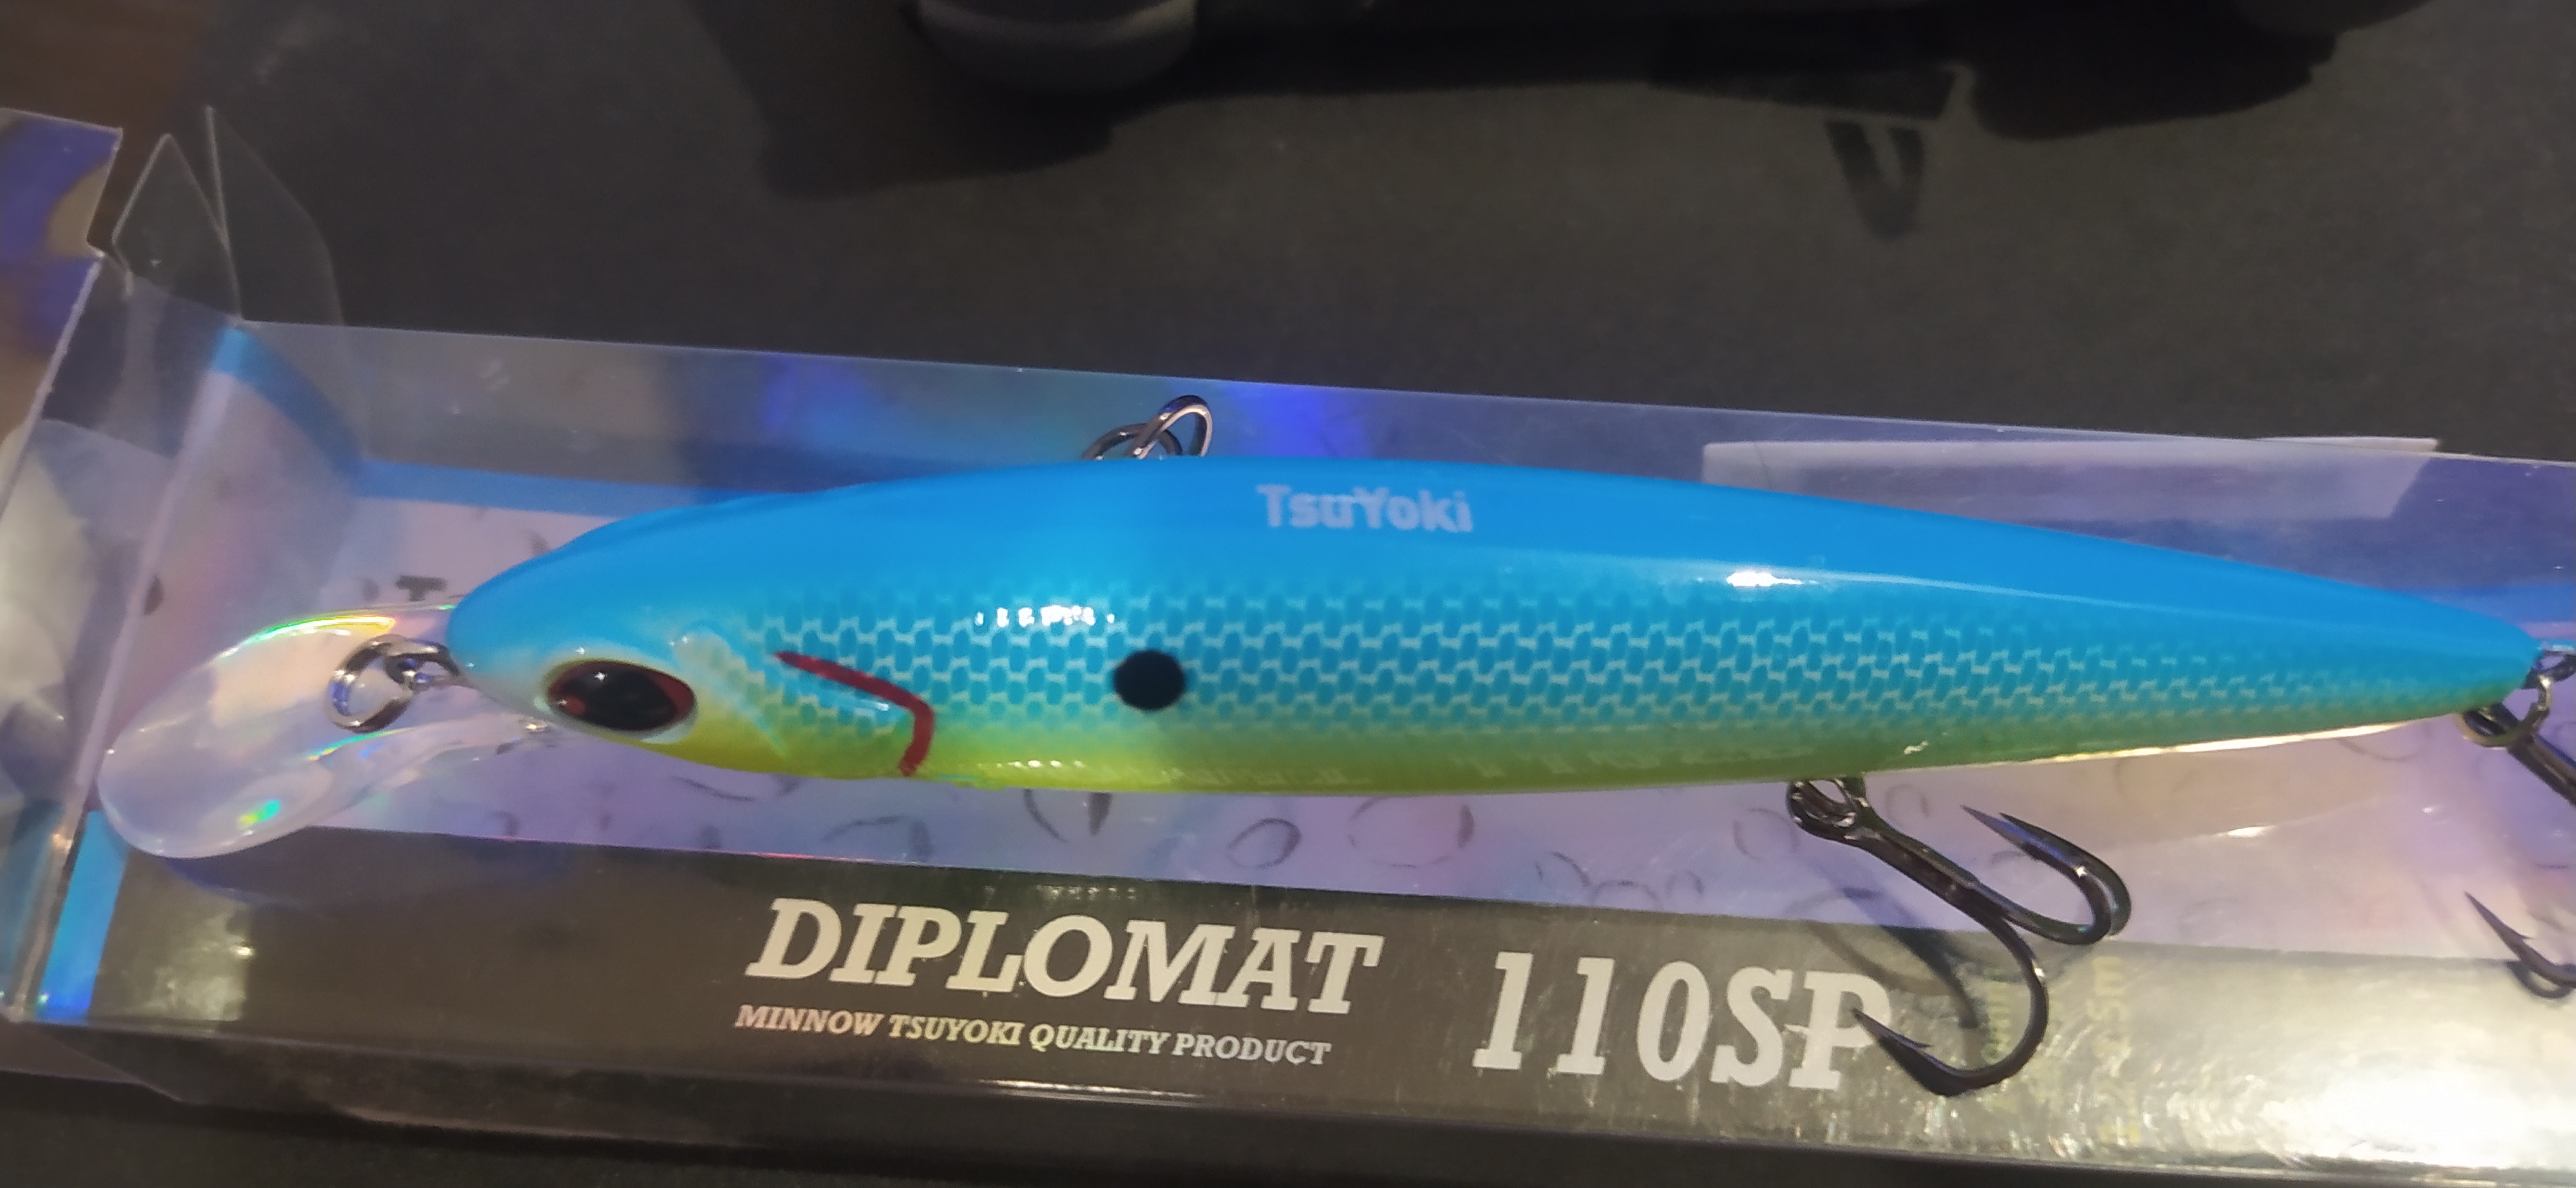 TsuYoki
DIPLOMAT
110SP
MINNOW TSUYOKI QUALITY PRODUCT